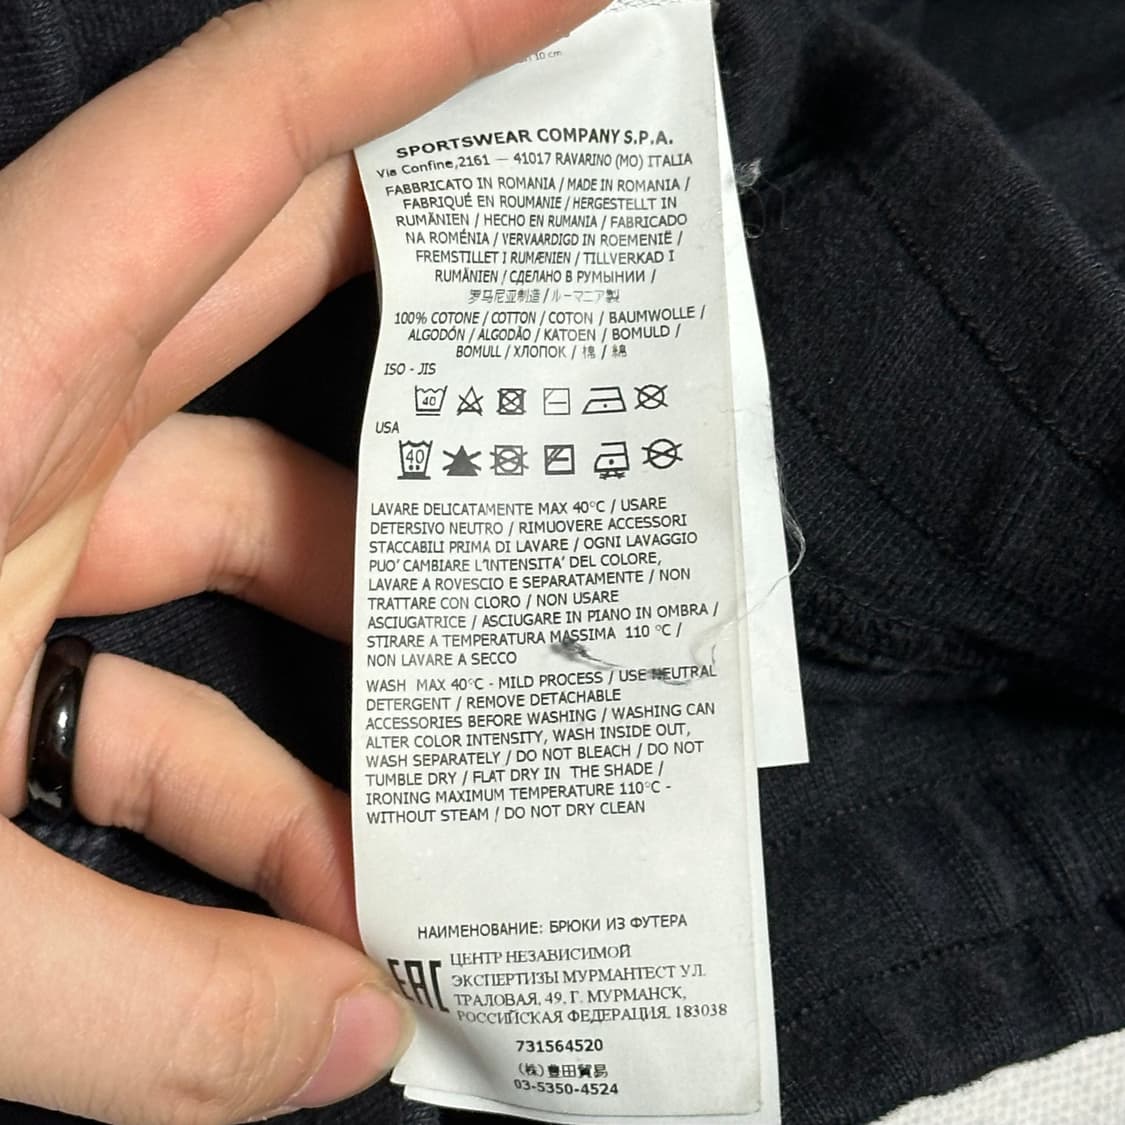 10 cm
SPORTSWEAR COMPANY S.P.A.
Via Confine,2161 — 41017 RAVARINO (MO) ITALIA
FABBRICATO IN ROMANIA / MADE IN ROMANIA /
FABRIQUÉ EN ROUMANIE / HERGESTELLT IN
RUMÄNIEN / HECHO EN RUMANIA / FABRICADO
NA ROMÉNIA / VERVAARDIGD IN ROEMENIË /
FREMSTILLET I RUMÆNIEN / TILLVERKAD I
RUMÄNIEN / СДЕЛАНО В РУМЫНИИ /
罗马尼亚制造 / ルーマニア製
100% COTONE / COTTON / COTON / BAUMWOLLE /
ALGODÓN / ALGODÃO / KATOEN / BOMULD /
BOMULL / ХЛОПОК / 棉 / 綿
ISO - JIS
40
USA
40
LAVARE DELICATAMENTE MAX 40°C / USARE
DETERSIVO NEUTRO / RIMUOVERE ACCESSORI
STACCABILI PRIMA DI LAVARE / OGNI LAVAGGIO
PUO' CAMBIARE L'INTENSITA' DEL COLORE,
LAVARE A ROVESCIO E SEPARATAMENTE / NON
TRATTARE CON CLORO / NON USARE
ASCIUGATRICE / ASCIUGARE IN PIANO IN OMBRA /
STIRARE A TEMPERATURA MASSIMA 110 °C /
NON LAVARE A SECCO
WASH MAX 40°C - MILD PROCESS / USE NEUTRAL
DETERGENT / REMOVE DETACHABLE
ACCESSORIES BEFORE WASHING / WASHING CAN
ALTER COLOR INTENSITY, WASH INSIDE OUT,
WASH SEPARATELY / DO NOT BLEACH / DO NOT
TUMBLE DRY / FLAT DRY IN THE SHADE /
IRONING MAXIMUM TEMPERATURE 110°C -
WITHOUT STEAM / DO NOT DRY CLEAN
НАИМЕНОВАНИЕ: БРЮКИ ИЗ ФУТЕРА
EAC
ЦЕНТР НЕЗАВИСИМОЙ
ЭКСПЕРТИЗЫ МУРМАНТЕСТ УЛ.
ТРАЛОВАЯ, 49, Г. МУРМАНСК,
РОССИЙСКАЯ ФЕДЕРАЦИЯ, 183038
731564520
(株)豊田貿易
03-5350-4524